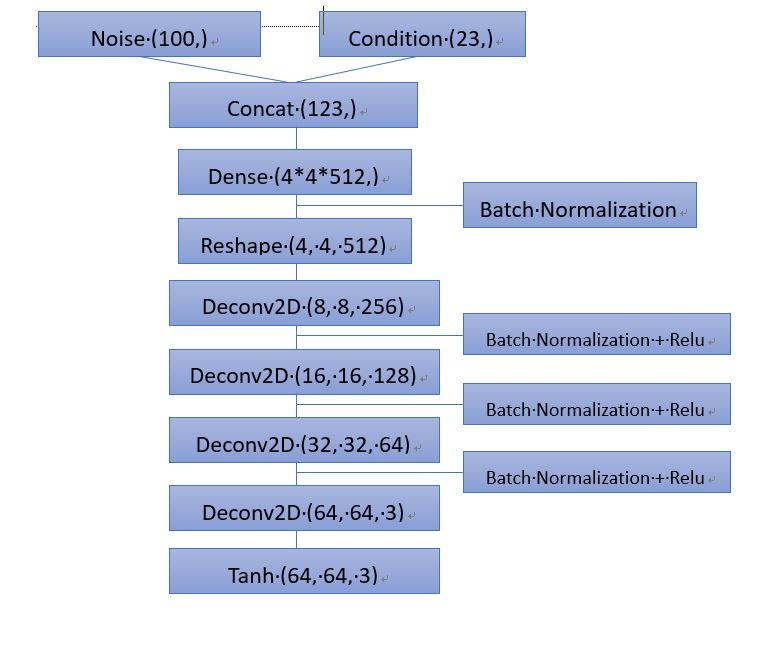 Noise (100,)
Condition (23,)
Concat (123,)
Dense (4*4*512,)
Batch Normalization
Reshape (4, 4, 512)
Deconv2D (8, 8, 256)
Batch Normalization + Relu
Deconv2D (16, 16, 128)
Batch Normalization + Relu
Deconv2D (32, 32, 64)
Batch Normalization + Relu
Deconv2D (64, 64, 3)
Tanh (64, 64, 3)